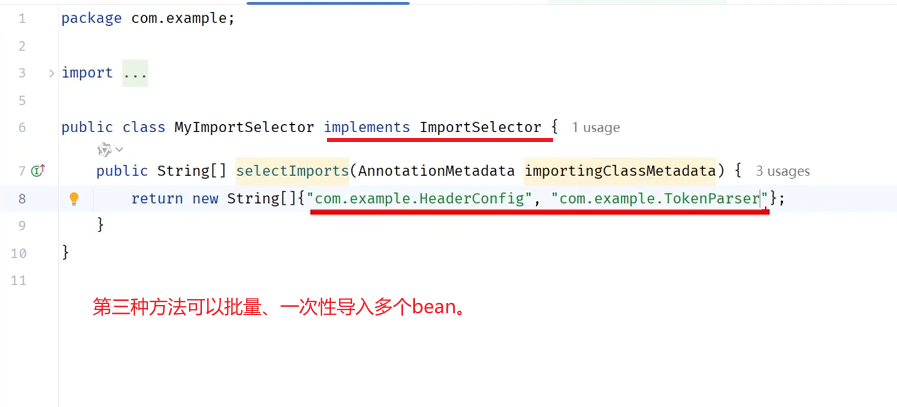 1 package com.example;
2
3 import ...
5
6 public class MyImportSelector implements ImportSelector { 1 usage
7 public String[] selectImports(AnnotationMetadata importingClassMetadata) { 3 usages
8 return new String[]{"com.example.HeaderConfig", "com.example.TokenParser"};
9 }
10 }
11
第三种方法可以批量、一次性导入多个bean。